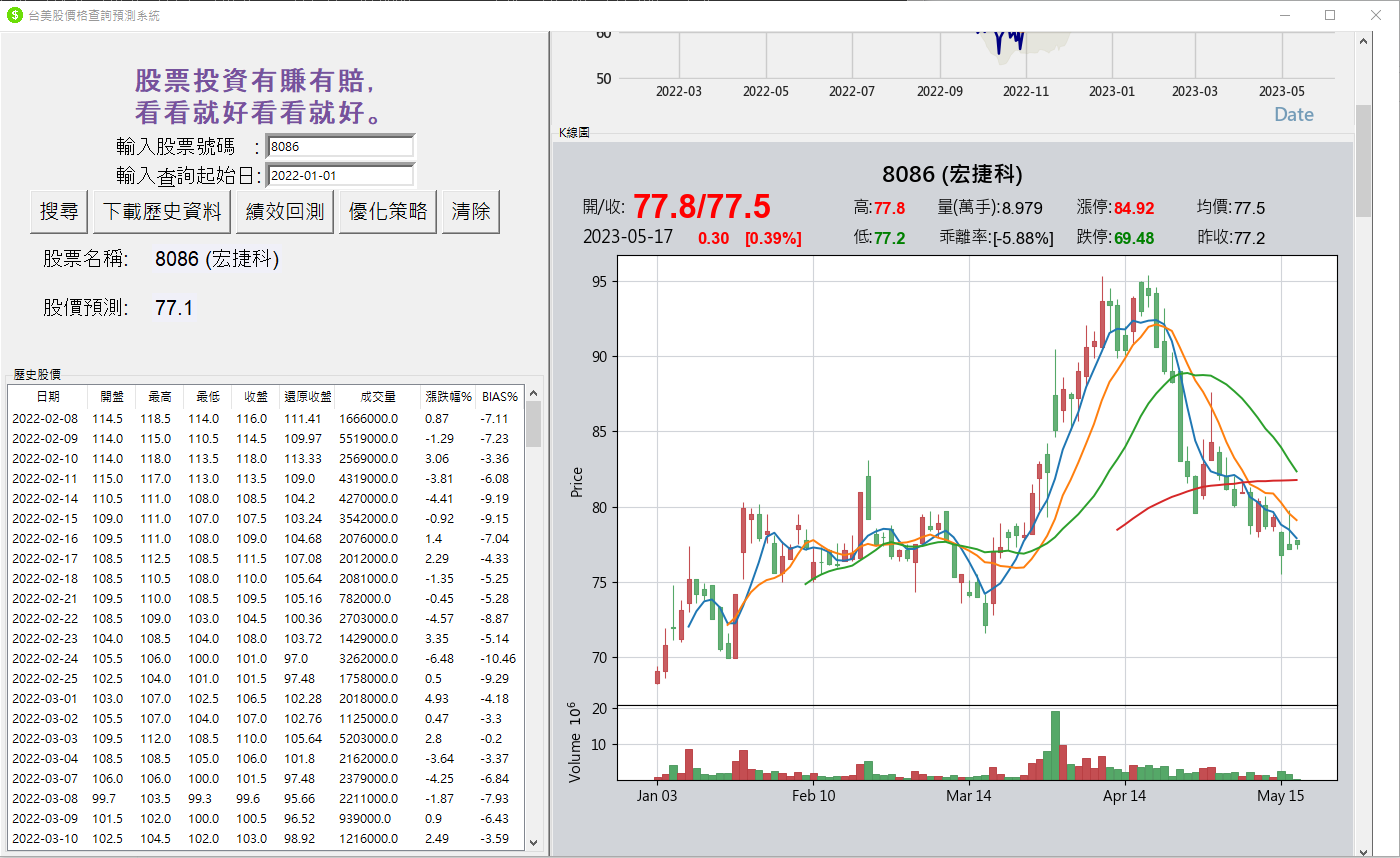 台美股價格查詢預測系統
股票投資有賺有賠,
看看就好看看就好。
輸入股票號碼 : 8086
輸入查詢起始日: 2022-01-01
搜尋 下載歷史資料 績效回測 優化策略 清除
股票名稱: 8086 (宏捷科)
股價預測: 77.1
歷史股價
日期 開盤 最高 最低 收盤 還原收盤 成交量 漲跌幅% BIAS%
2022-02-08 114.5 118.5 114.0 116.0 111.41 1666000.0 0.87 -7.11
2022-02-09 114.0 115.0 110.5 114.5 109.97 5519000.0 -1.29 -7.23
2022-02-10 114.0 118.0 113.5 118.0 113.33 2569000.0 3.06 -3.36
2022-02-11 115.0 117.0 113.0 113.5 109.0 4319000.0 -3.81 -6.08
2022-02-14 110.5 111.0 108.0 108.5 104.2 4270000.0 -4.41 -9.19
2022-02-15 109.0 111.0 107.0 107.5 103.24 3542000.0 -0.92 -9.15
2022-02-16 109.5 111.0 108.0 109.0 104.68 2076000.0 1.4 -7.04
2022-02-17 108.5 112.5 108.5 111.5 107.08 2012000.0 2.29 -4.33
2022-02-18 108.5 110.5 108.0 110.0 105.64 2081000.0 -1.35 -5.25
2022-02-21 109.5 110.0 108.5 109.5 105.16 782000.0 -0.45 -5.28
2022-02-22 108.5 109.0 103.0 104.5 100.36 2703000.0 -4.57 -8.87
2022-02-23 104.0 108.5 104.0 108.0 103.72 1429000.0 3.35 -5.14
2022-02-24 105.5 106.0 100.0 101.0 97.0 3262000.0 -6.48 -10.46
2022-02-25 102.5 104.0 101.0 101.5 97.48 1758000.0 0.5 -9.29
2022-03-01 103.0 107.0 102.5 106.5 102.28 2018000.0 4.93 -4.18
2022-03-02 105.5 107.0 104.0 107.0 102.76 1125000.0 0.47 -3.3
2022-03-03 109.5 112.0 108.5 110.0 105.64 5203000.0 2.8 -0.2
2022-03-04 108.5 108.5 105.0 106.0 101.8 2162000.0 -3.64 -3.37
2022-03-07 106.0 106.0 100.0 101.5 97.48 2379000.0 -4.25 -6.84
2022-03-08 99.7 103.5 99.3 99.6 95.66 2211000.0 -1.87 -7.93
2022-03-09 101.5 102.0 100.0 100.5 96.52 939000.0 0.9 -6.43
2022-03-10 102.5 104.5 102.0 103.0 98.92 1216000.0 2.49 -3.59
60
50
2022-03 2022-05 2022-07 2022-09 2022-11 2023-01 2023-03 2023-05
Date
K線圖
8086 (宏捷科)
開/收: 77.8/77.5 高:77.8 量(萬手):8.979 漲停:84.92 均價:77.5
2023-05-17 0.30 [0.39%] 低:77.2 乖離率:[-5.88%] 跌停:69.48 昨收:77.2
95
90
85
80
75
70
Price
20
10
Volume 10⁶
Jan 03 Feb 10 Mar 14 Apr 14 May 15